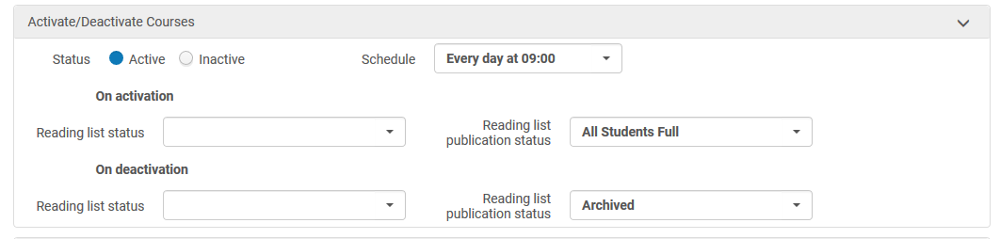 Activate/Deactivate Courses
Status Active Inactive Schedule Every day at 09:00
On activation
Reading list status Reading list publication status All Students Full
On deactivation
Reading list status Reading list publication status Archived